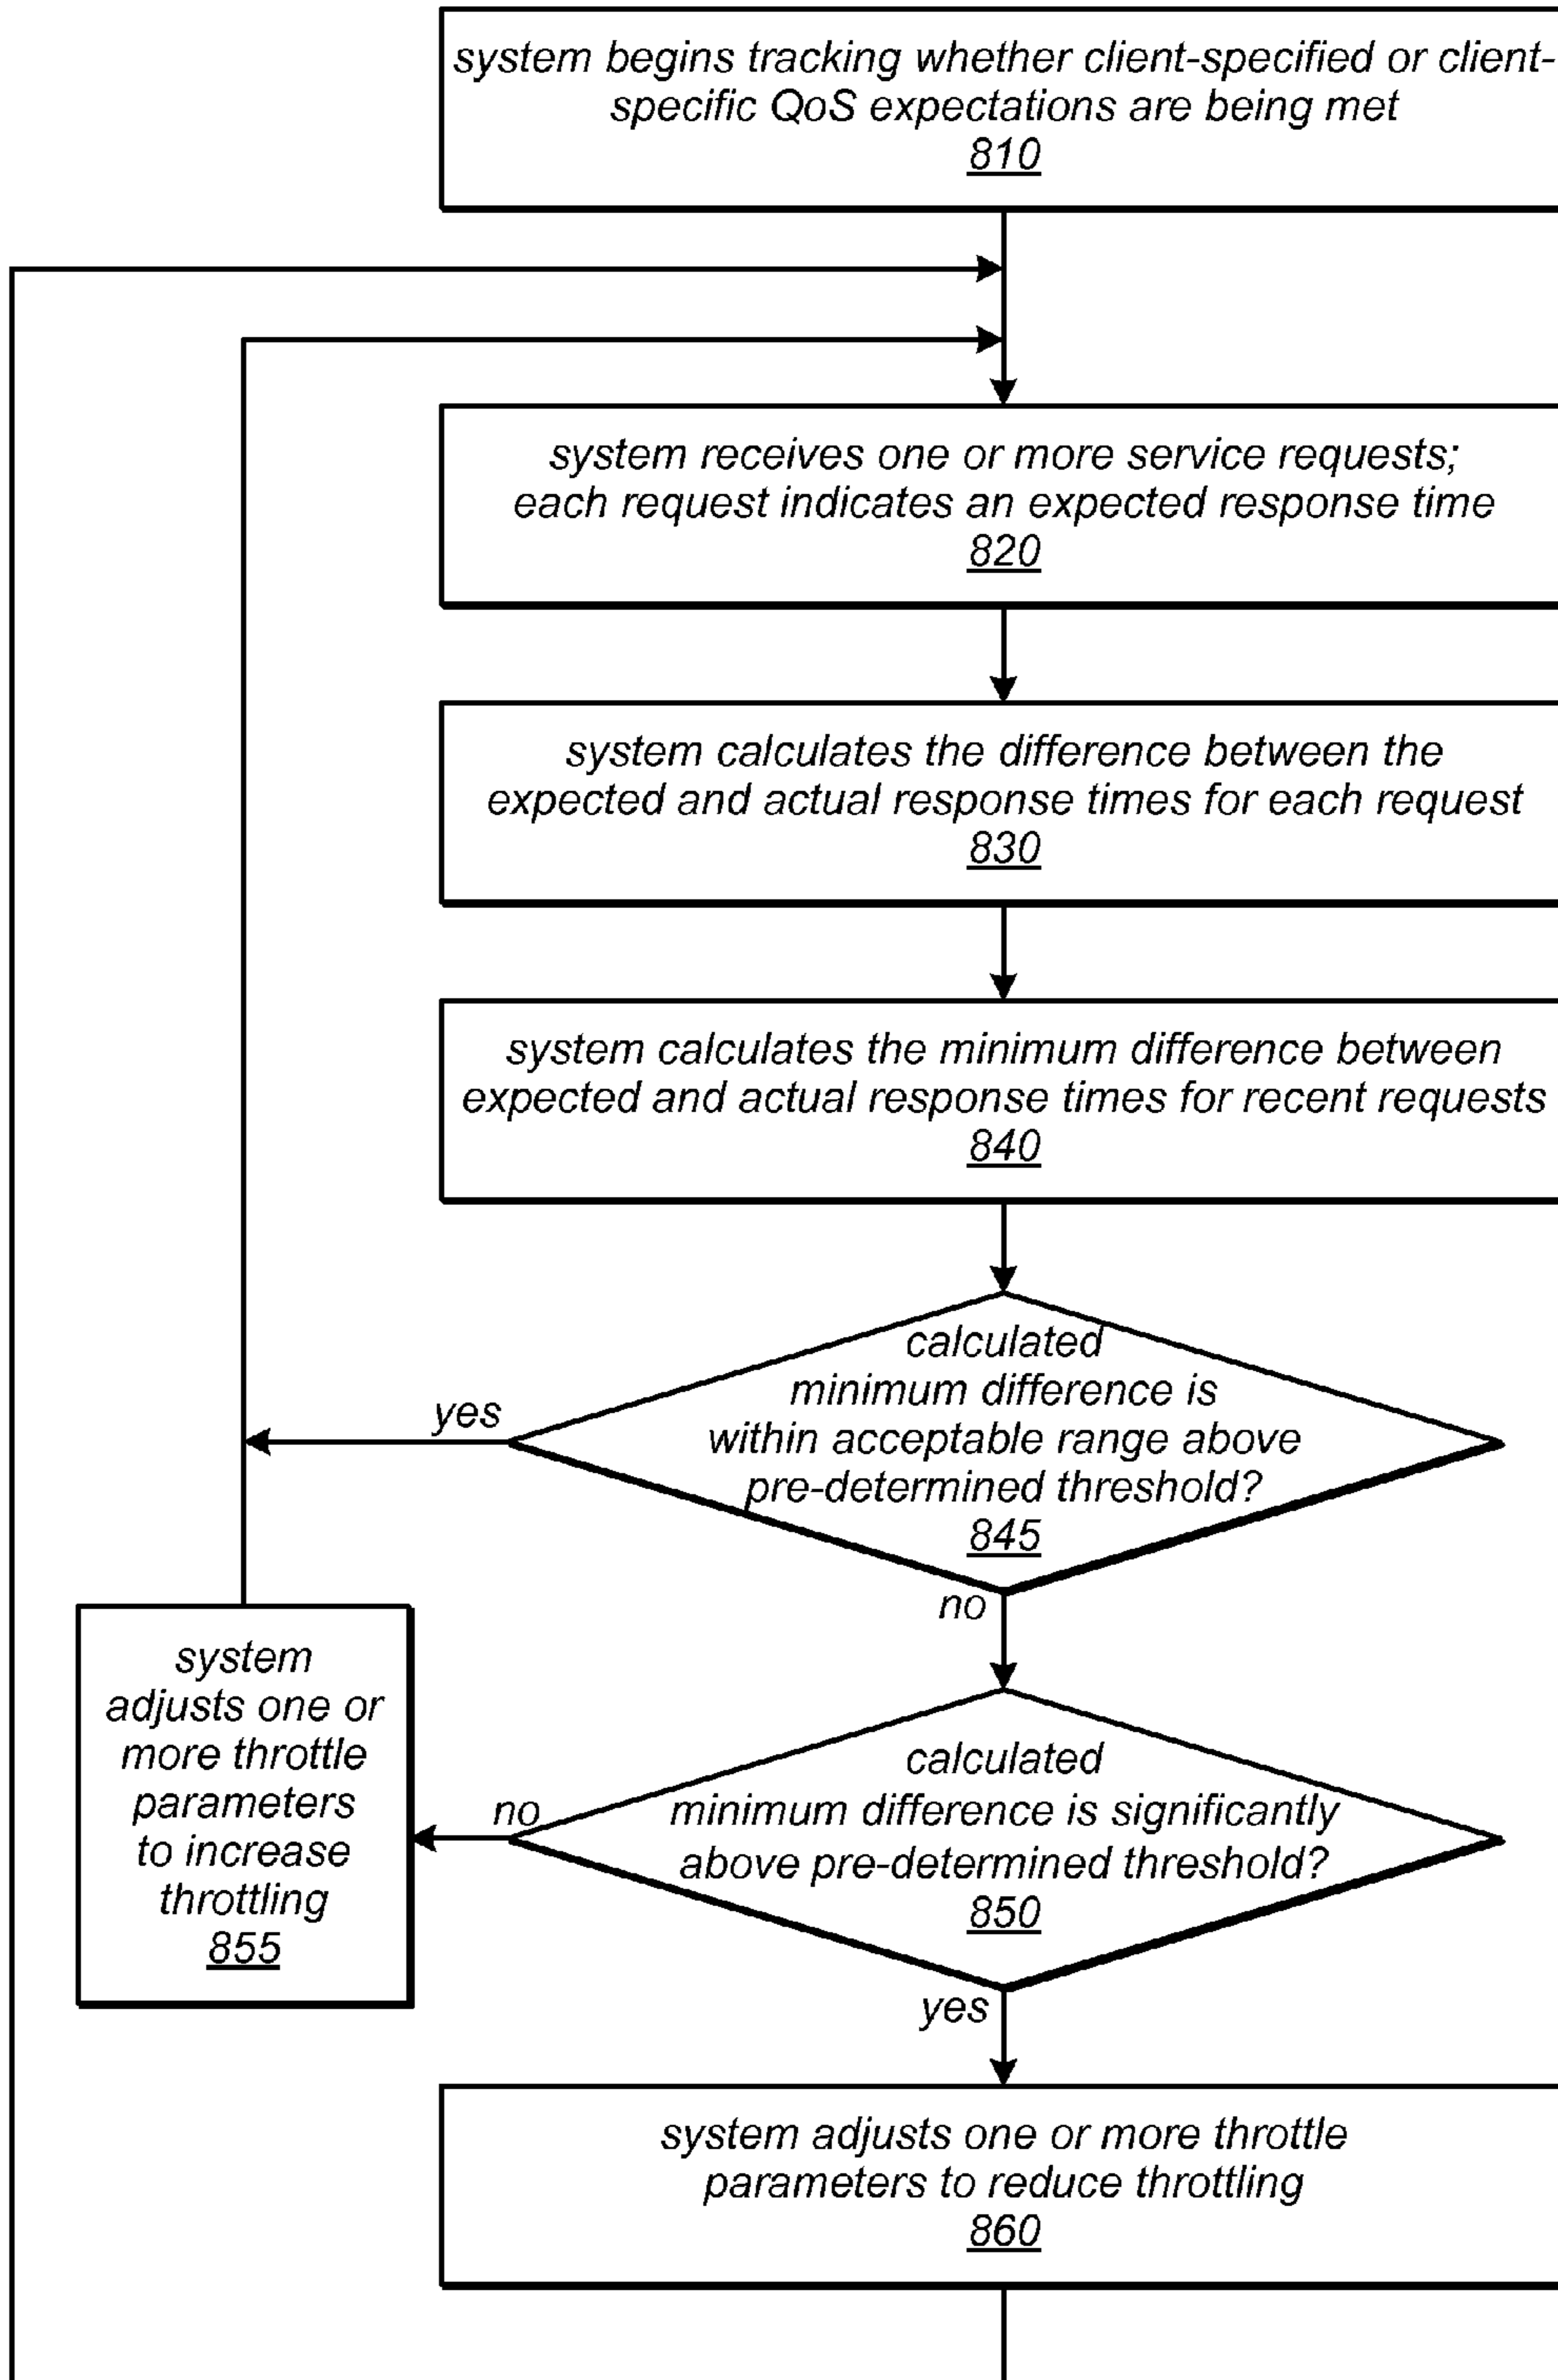 system begins tracking whether client-specified or client-
specific QoS expectations are being met
810
system receives one or more service requests;
each request indicates an expected response time
820
system calculates the difference between the
expected and actual response times for each request
830
system calculates the minimum difference between
expected and actual response times for recent requests
840
calculated
minimum difference is
within acceptable range above
pre-determined threshold?
845
yes
no
system
adjusts one or
more throttle
parameters
to increase
throttling
855
no
calculated
minimum difference is significantly
above pre-determined threshold?
850
yes
system adjusts one or more throttle
parameters to reduce throttling
860